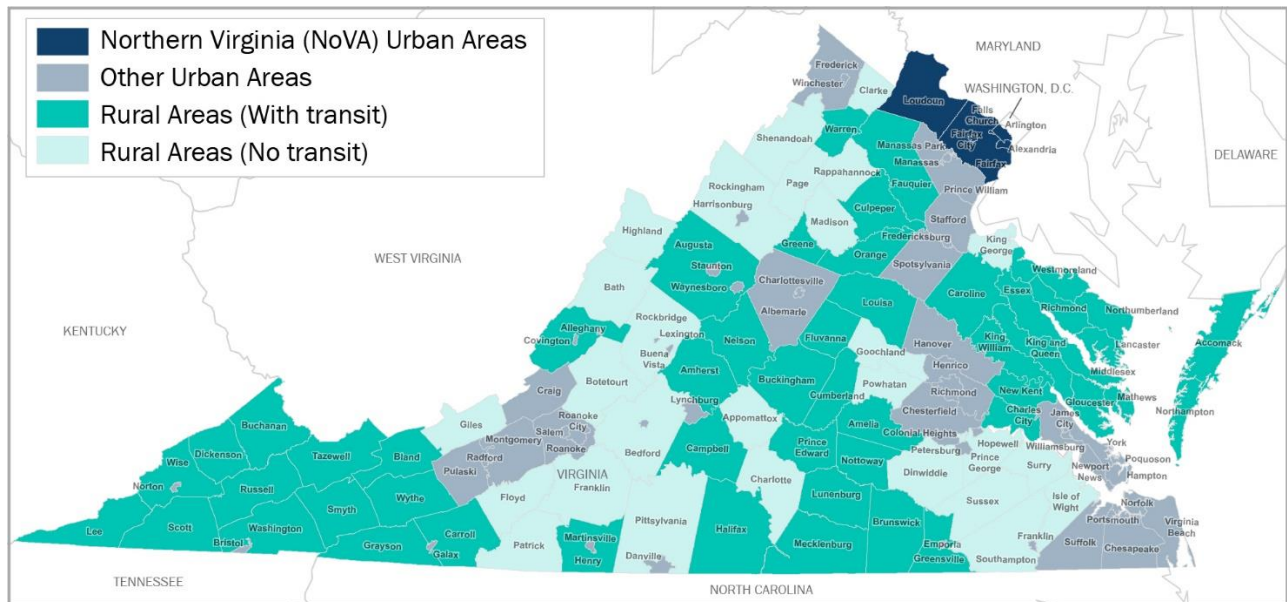 Northern Virginia (NoVA) Urban Areas
Other Urban Areas
Rural Areas (With transit)
Rural Areas (No transit)
MARYLAND
WASHINGTON, D.C.
DELAWARE
WEST VIRGINIA
KENTUCKY
TENNESSEE
VIRGINIA
NORTH CAROLINA
Frederick
Winchester
Clarke
Loudoun
Falls
Church
Arlington
Fairfax
City
Alexandria
Fairfax
Shenandoah
Warren
Manassas Park
Manassas
Rappahannock
Page
Fauquier
Prince William
Rockingham
Harrisonburg
Culpeper
Madison
Stafford
Highland
Augusta
Greene
Fredericksburg
King
George
Staunton
Orange
Spotsylvania
Westmoreland
Bath
Waynesboro
Charlottesville
Albemarle
Louisa
Caroline
Essex
Richmond
Northumberland
Accomack
Rockbridge
Alleghany
Covington
Lexington
Nelson
Fluvanna
Hanover
King
William
King and
Queen
Lancaster
Goochland
Buena
Vista
Amherst
Buckingham
Henrico
Middlesex
Botetourt
Powhatan
New Kent
Mathews
Craig
Cumberland
Richmond
Gloucester
Northampton
Lynchburg
Appomattox
Chesterfield
Charles
City
James
City
Buchanan
Giles
Roanoke
City
Salem
Roanoke
Montgomery
Amelia
Colonial Heights
Hopewell
Williamsburg
York
Dickenson
Tazewell
Bland
Radford
Bedford
Campbell
Prince
Edward
Petersburg
Prince
George
Poquoson
Wise
Pulaski
Nottoway
Dinwiddie
Surry
Newport
News
Hampton
Norton
Russell
Wythe
Franklin
Charlotte
Floyd
Lunenburg
Sussex
Isle of
Wight
Norfolk
Smyth
Pittsylvania
Portsmouth
Virginia
Beach
Lee
Scott
Washington
Carroll
Martinsville
Halifax
Brunswick
Franklin
Suffolk
Chesapeake
Bristol
Grayson
Galax
Patrick
Henry
Danville
Mecklenburg
Emporia
Greensville
Southampton